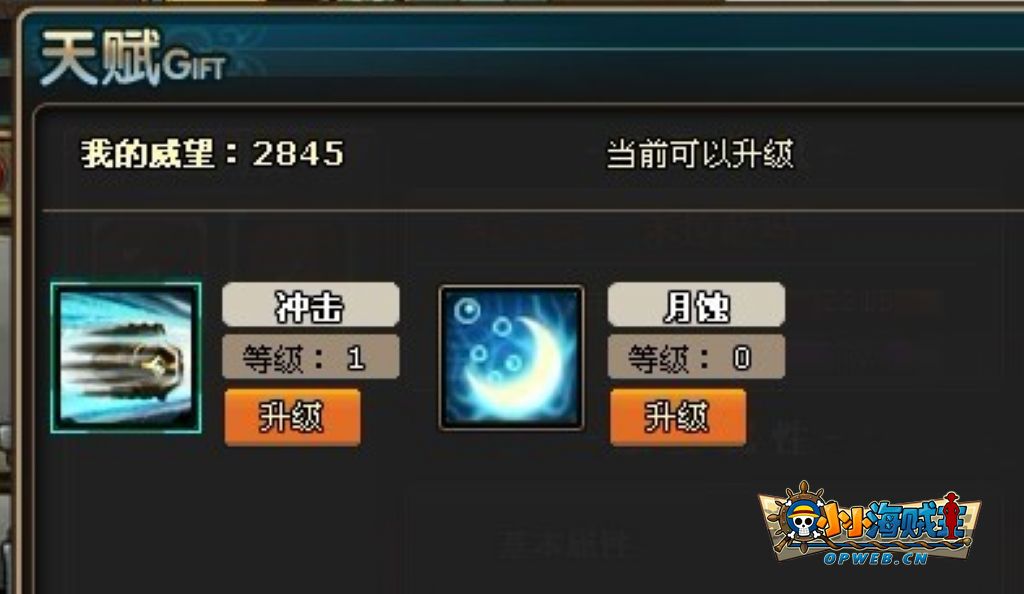 天赋GIFT
我的威望：2845
当前可以升级
冲击
等级： 1
升级
月蚀
等级： 0
升级
小小海贼王
OPWEB.CN